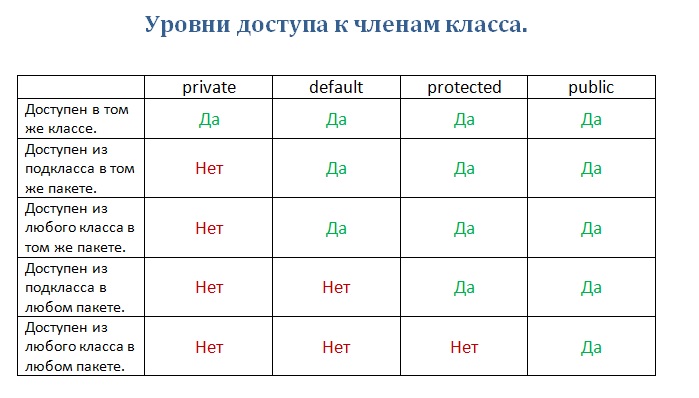 Уровни доступа к членам класса.
private default protected public
Доступен в том
же классе. Да Да Да Да
Доступен из
подкласса в том
же пакете. Нет Да Да Да
Доступен из
любого класса в
том же пакете. Нет Да Да Да
Доступен из
подкласса в
любом пакете. Нет Нет Да Да
Доступен из
любого класса в
любом пакете. Нет Нет Нет Да